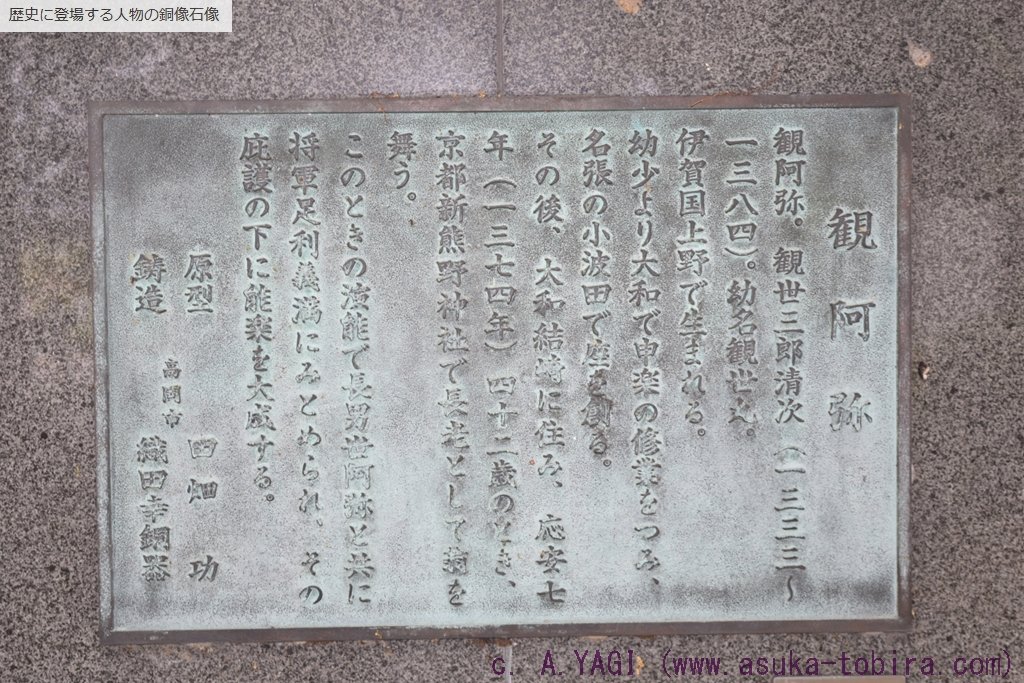 歴史に登場する人物の銅像石像
観阿弥
観阿弥。観世三郎清次（一三三三～
一三八四）。幼名観世丸。
伊賀国上野で生まれる。
幼少より大和で申楽の修業をつみ、
名張の小波田で座を創る。
その後、大和結崎に住み、応安七
年（一三七四年）四十二歳のとき、
京都新熊野神社で長老として翁を
舞う。
このときの演能で長男世阿弥と共に
将軍足利義満にみとめられ、その
庇護の下に能楽を大成する。
原型 田畑功
鋳造 高岡市 織田幸銅器
c. A.YAGI (www.asuka-tobira.com)